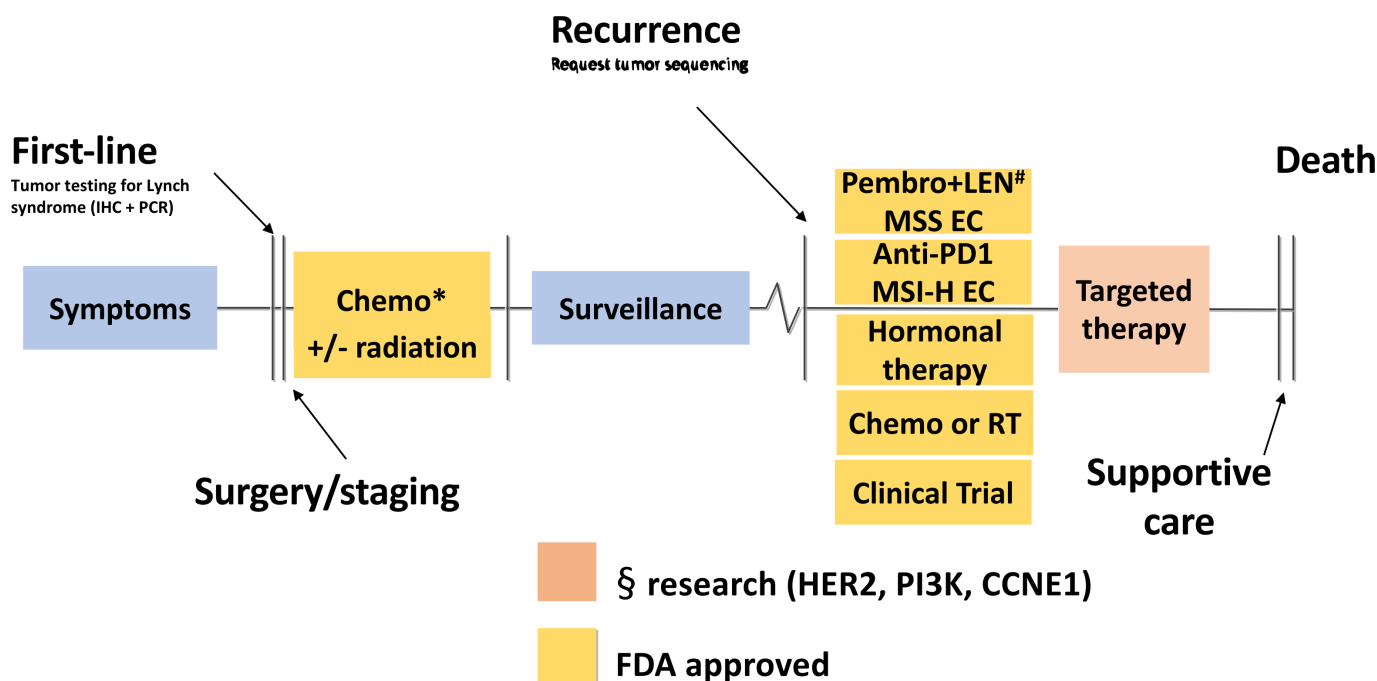 Recurrence
Request tumor sequencing
First-line
Tumor testing for Lynch
syndrome (IHC + PCR)
Death
Symptoms
Chemo*
+/- radiation
Surveillance
Pembro+LEN#
MSS EC
Anti-PD1
MSI-H EC
Hormonal
therapy
Chemo or RT
Clinical Trial
Targeted
therapy
Surgery/staging
Supportive
care
§ research (HER2, PI3K, CCNE1)
FDA approved